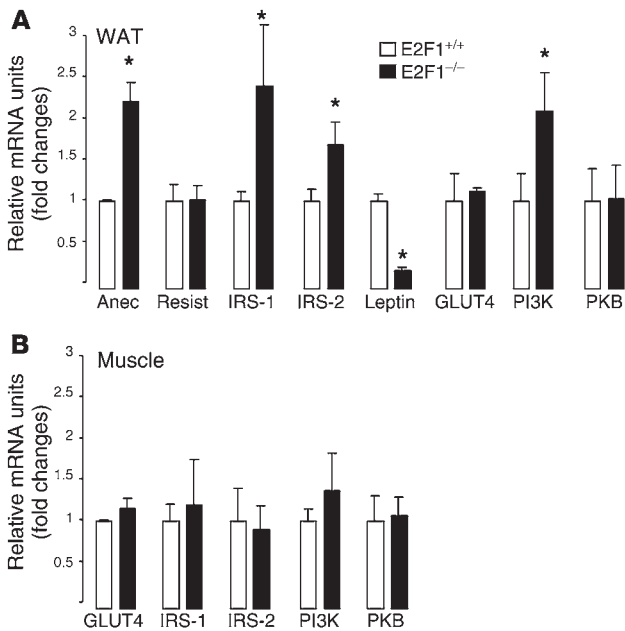 A
WAT
E2F1+/+
E2F1−/−
Relative mRNA units
(fold changes)
3
2.5
2
1.5
1
0.5
*
*
*
*
*
Anec Resist IRS-1 IRS-2 Leptin GLUT4 PI3K PKB
B
Muscle
Relative mRNA units
(fold changes)
3
2.5
2
1.5
1
0.5
GLUT4 IRS-1 IRS-2 PI3K PKB